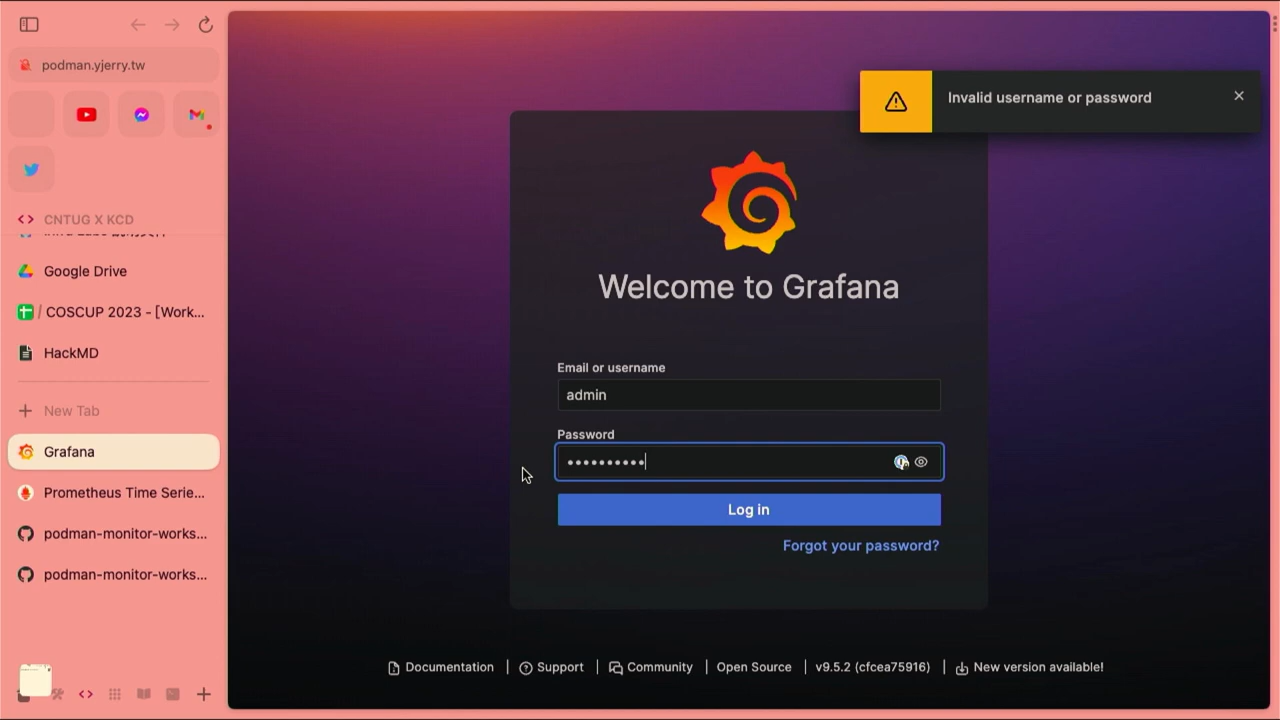 podman.yjerry.tw
CNTUG X KCD
Google Drive
/ COSCUP 2023 - [Work...
HackMD
New Tab
Grafana
Prometheus Time Serie...
podman-monitor-works...
podman-monitor-works...
Invalid username or password
Welcome to Grafana
Email or username
admin
Password
Log in
Forgot your password?
Documentation | Support | Community | Open Source | v9.5.2 (cfcea75916) | New version available!